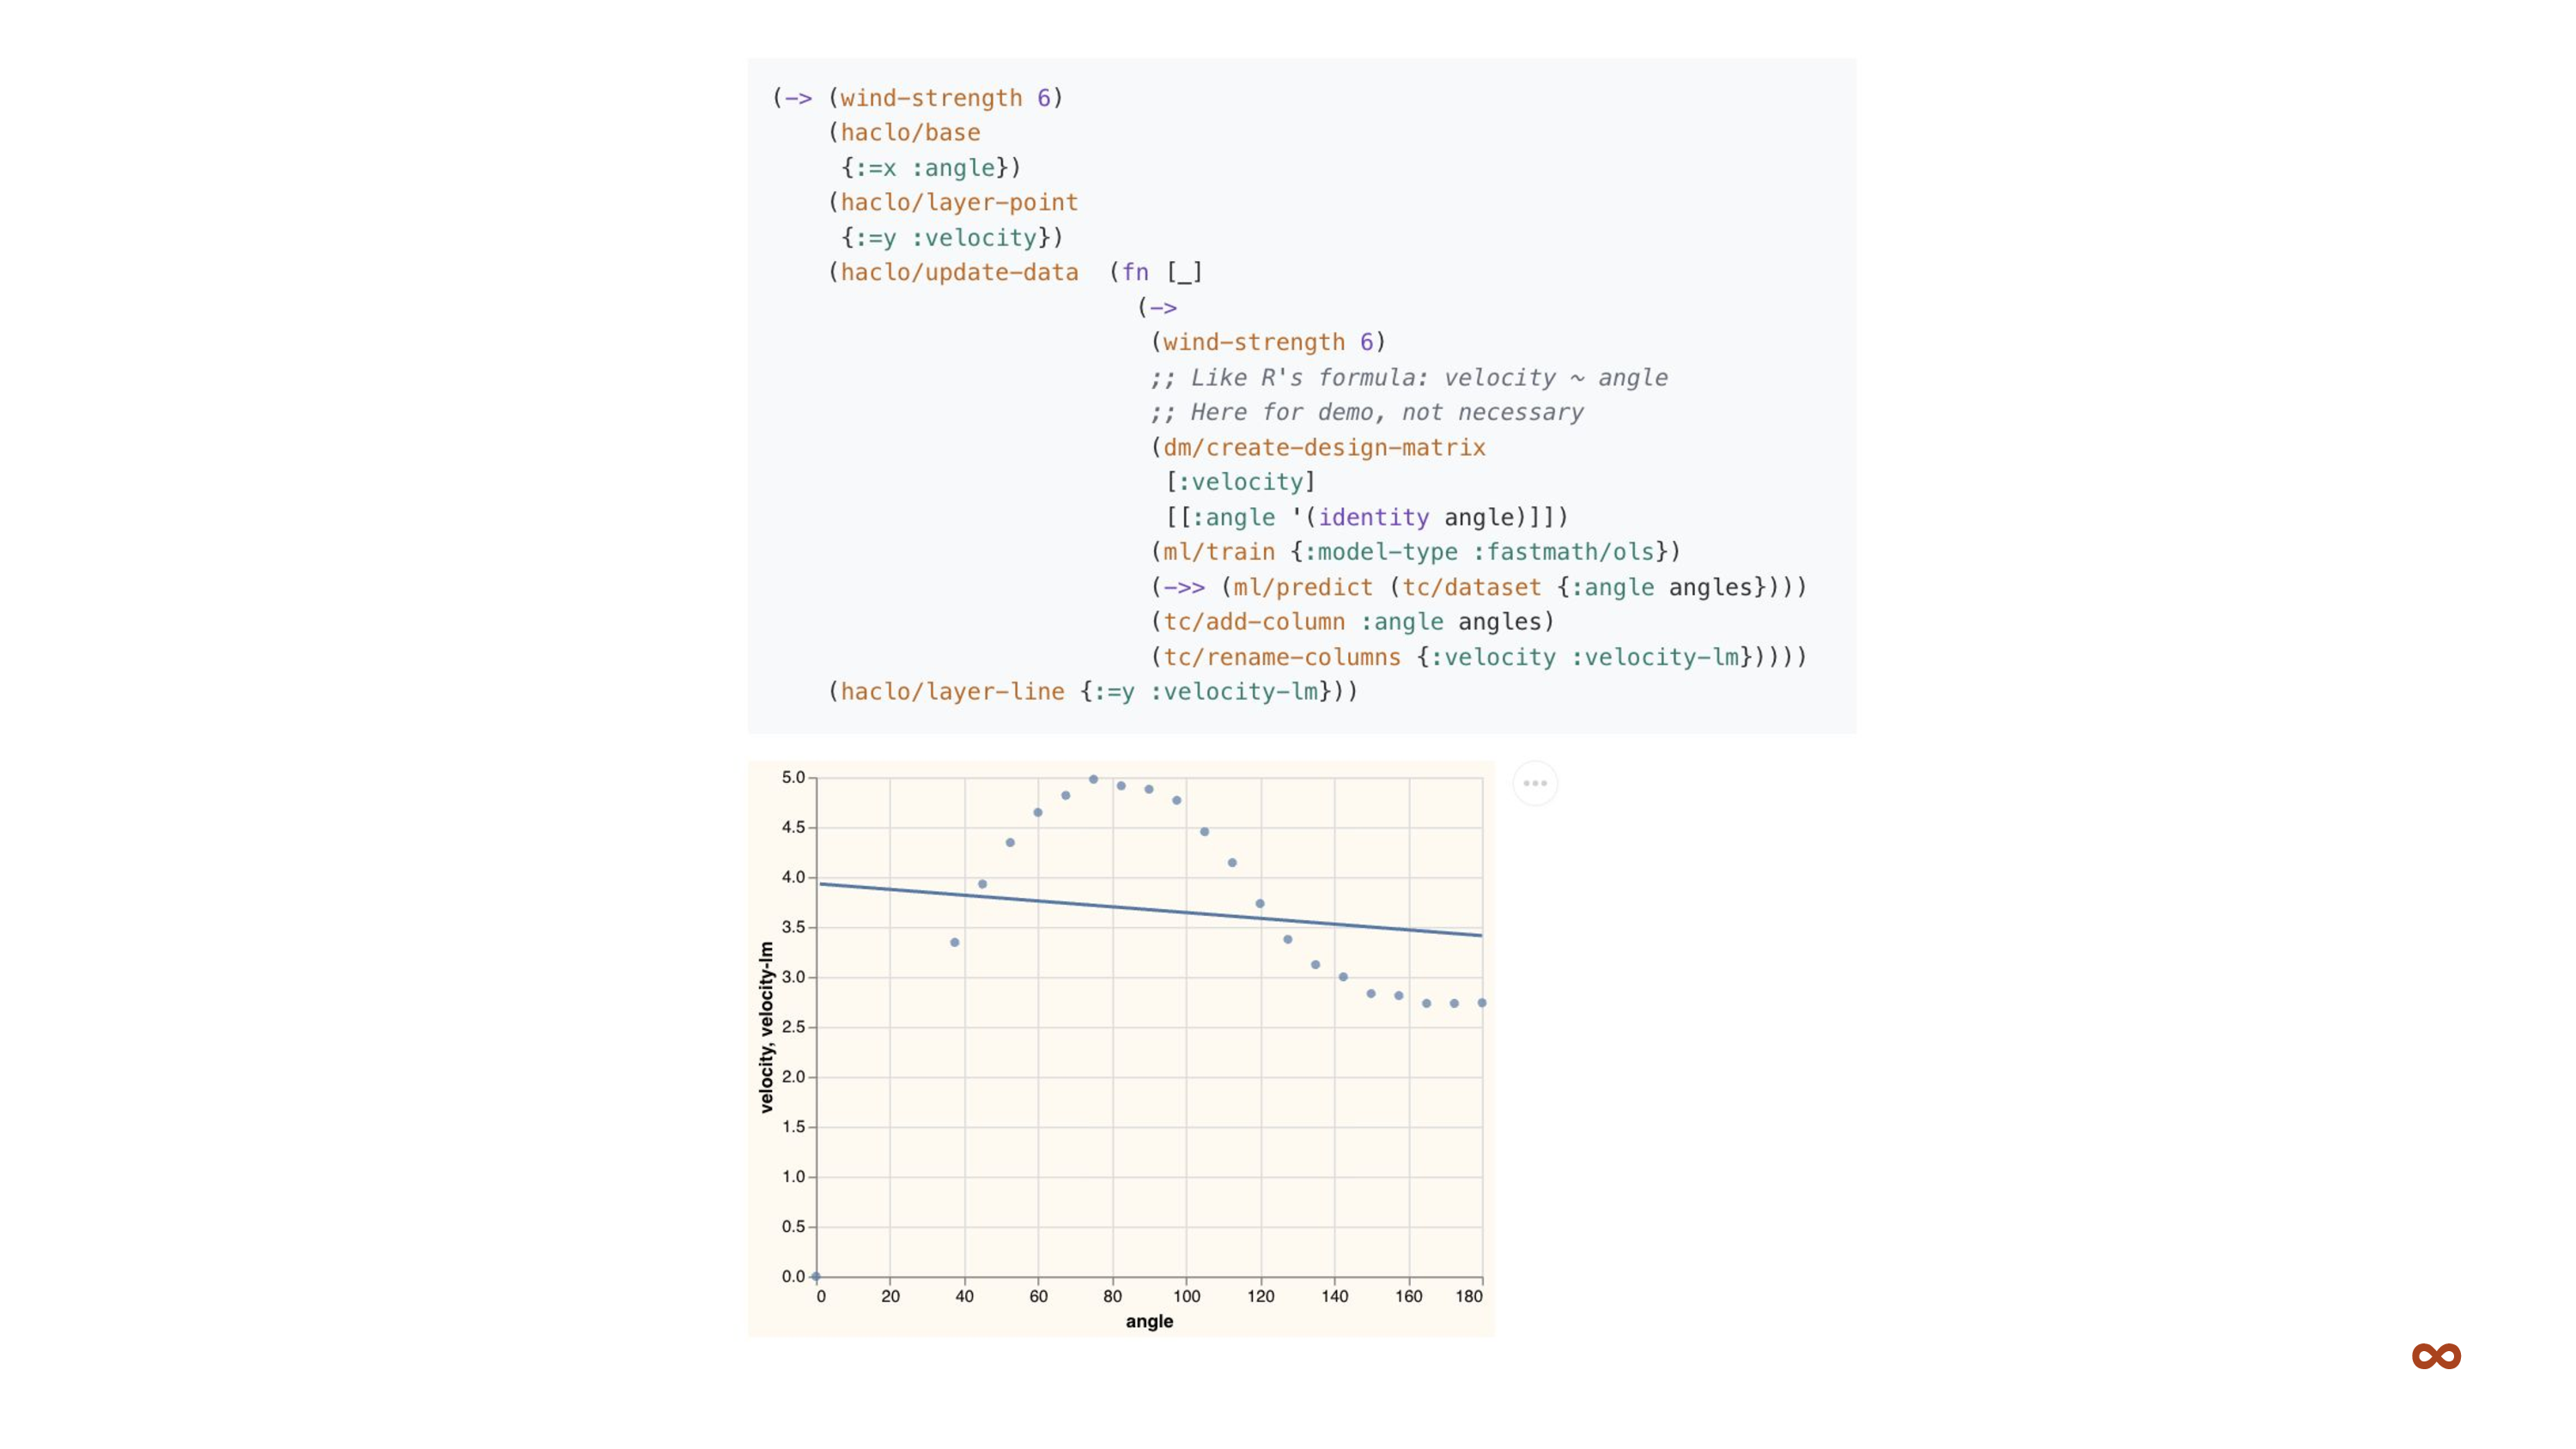 (-> (wind-strength 6)
    (haclo/base
     {:=x :angle})
    (haclo/layer-point
     {:=y :velocity})
    (haclo/update-data  (fn [_]
                          (->
                           (wind-strength 6)
                           ;; Like R's formula: velocity ~ angle
                           ;; Here for demo, not necessary
                           (dm/create-design-matrix
                            [:velocity]
                            [[:angle '(identity angle)]])
                           (ml/train {:model-type :fastmath/ols})
                           (->> (ml/predict (tc/dataset {:angle angles})))
                           (tc/add-column :angle angles)
                           (tc/rename-columns {:velocity :velocity-lm}))))
    (haclo/layer-line {:=y :velocity-lm}))
5.0
4.5
4.0
3.5
3.0
2.5
2.0
1.5
1.0
0.5
0.0
velocity, velocity-lm
0 20 40 60 80 100 120 140 160 180
angle